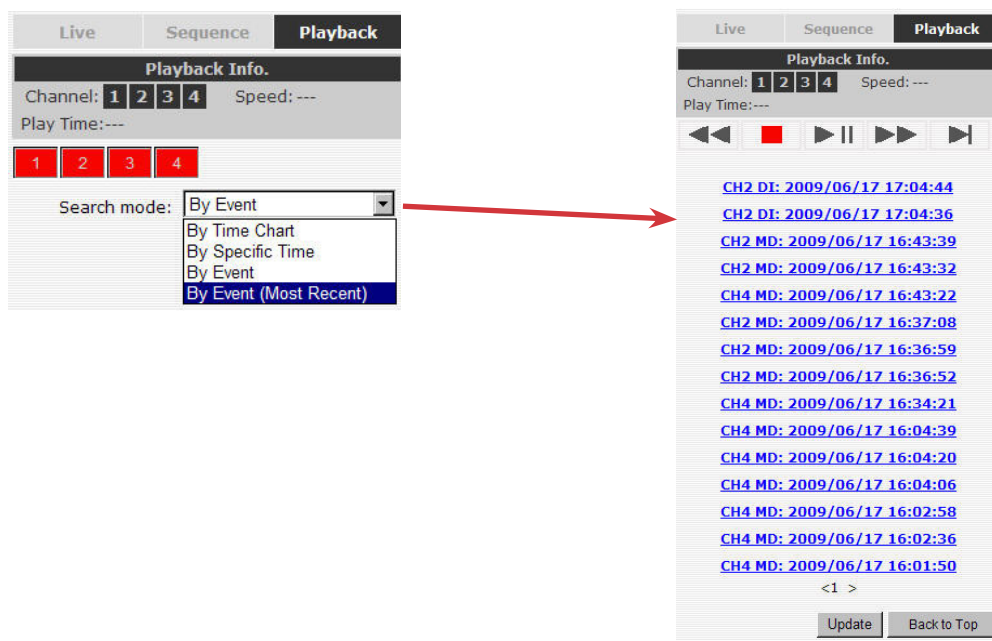 Live Sequence Playback
Playback Info.
Channel: 1 2 3 4 Speed: ---
Play Time:---
1 2 3 4
Search mode: By Event
By Time Chart
By Specific Time
By Event
By Event (Most Recent)
Live Sequence Playback
Playback Info.
Channel: 1 2 3 4 Speed: ---
Play Time:---
CH2 DI: 2009/06/17 17:04:44
CH2 DI: 2009/06/17 17:04:36
CH2 MD: 2009/06/17 16:43:39
CH2 MD: 2009/06/17 16:43:32
CH4 MD: 2009/06/17 16:43:22
CH2 MD: 2009/06/17 16:37:08
CH2 MD: 2009/06/17 16:36:59
CH2 MD: 2009/06/17 16:36:52
CH4 MD: 2009/06/17 16:34:21
CH4 MD: 2009/06/17 16:04:39
CH4 MD: 2009/06/17 16:04:20
CH4 MD: 2009/06/17 16:04:06
CH4 MD: 2009/06/17 16:02:58
CH4 MD: 2009/06/17 16:02:36
CH4 MD: 2009/06/17 16:01:50
<1 >
Update Back to Top